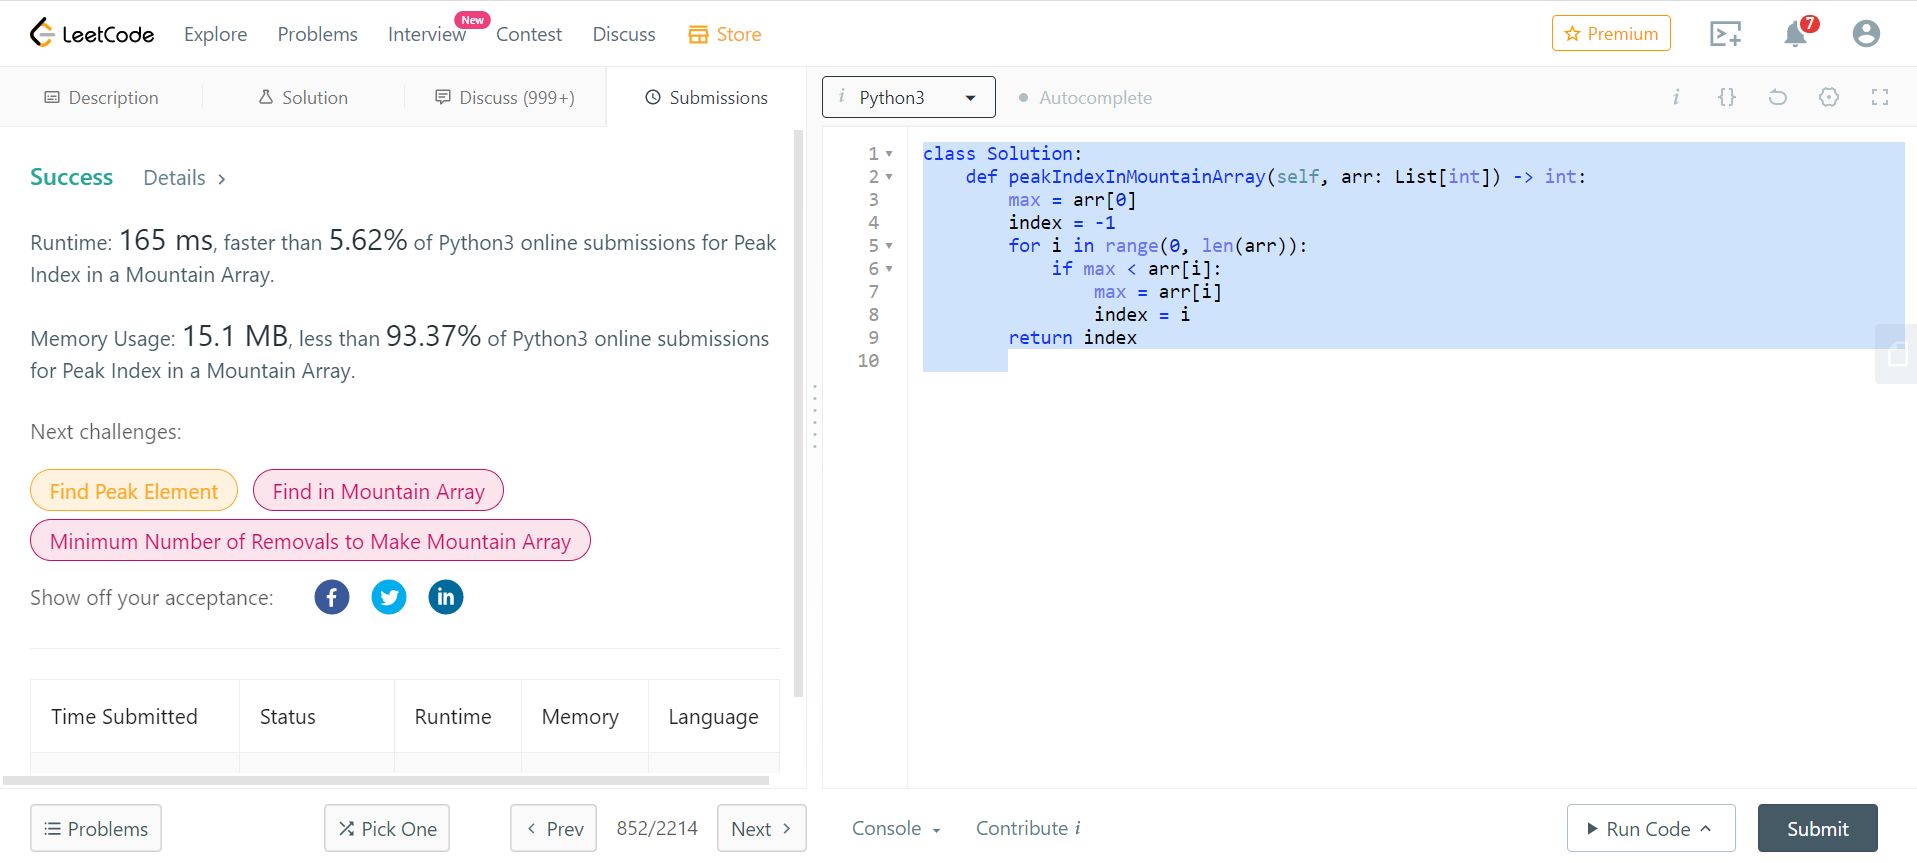 LeetCode Explore Problems Interview New Contest Discuss Store Premium 7
Description Solution Discuss (999+) Submissions
i Python3 Autocomplete i {}
Success Details >
Runtime: 165 ms, faster than 5.62% of Python3 online submissions for Peak
Index in a Mountain Array.
Memory Usage: 15.1 MB, less than 93.37% of Python3 online submissions
for Peak Index in a Mountain Array.
Next challenges:
Find Peak Element Find in Mountain Array
Minimum Number of Removals to Make Mountain Array
Show off your acceptance: f in
Time Submitted Status Runtime Memory Language
1 class Solution:
2 def peakIndexInMountainArray(self, arr: List[int]) -> int:
3 max = arr[0]
4 index = -1
5 for i in range(0, len(arr)):
6 if max < arr[i]:
7 max = arr[i]
8 index = i
9 return index
10
Problems Pick One < Prev 852/2214 Next > Console Contribute i Run Code Submit